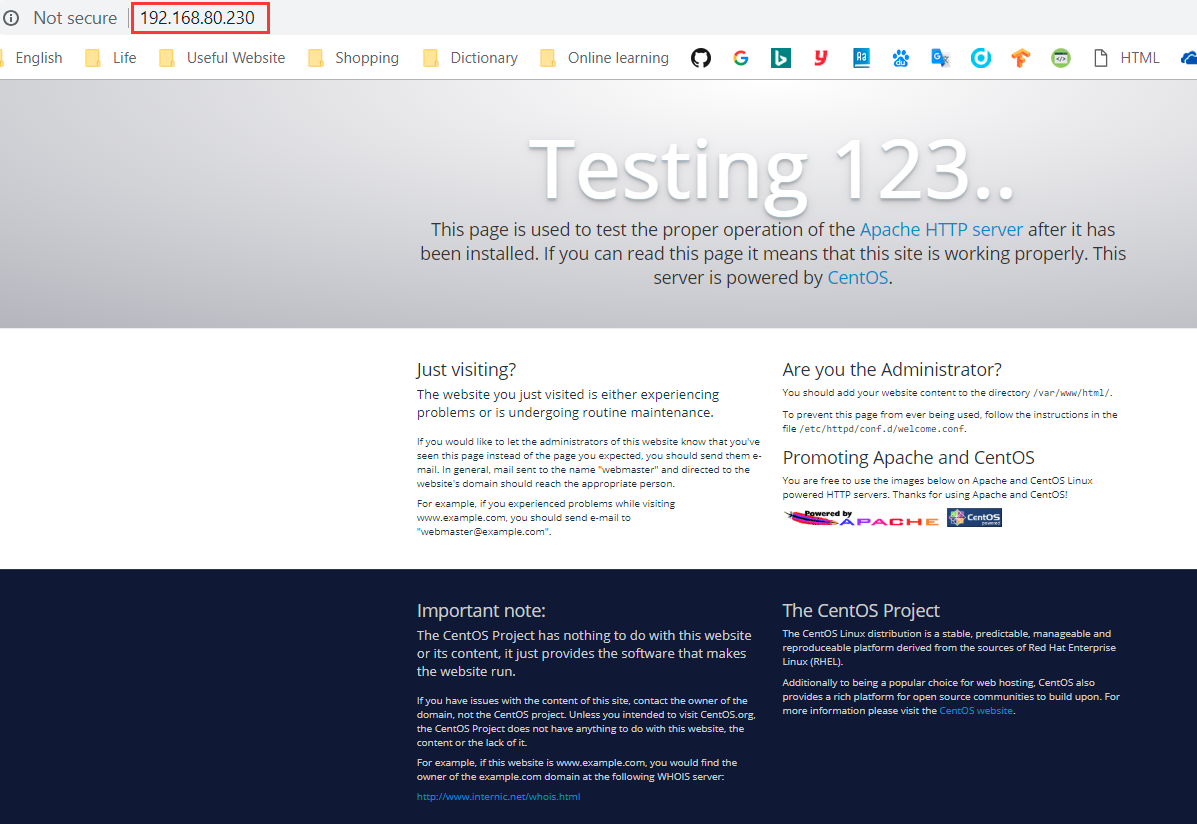 Not secure 192.168.80.230
English Life Useful Website Shopping Dictionary Online learning HTML
Testing 123..
This page is used to test the proper operation of the Apache HTTP server after it has
been installed. If you can read this page it means that this site is working properly. This
server is powered by CentOS.
Just visiting?
The website you just visited is either experiencing
problems or is undergoing routine maintenance.
If you would like to let the administrators of this website know that you've
seen this page instead of the page you expected, you should send them e-
mail. In general, mail sent to the name "webmaster" and directed to the
website's domain should reach the appropriate person.
For example, if you experienced problems while visiting
www.example.com, you should send e-mail to
"webmaster@example.com".
Are you the Administrator?
You should add your website content to the directory /var/www/html/.
To prevent this page from ever being used, follow the instructions in the
file /etc/httpd/conf.d/welcome.conf.
Promoting Apache and CentOS
You are free to use the images below on Apache and CentOS Linux
powered HTTP servers. Thanks for using Apache and CentOS!
Powered by
APACHE
CentOS
powered
Important note:
The CentOS Project has nothing to do with this website
or its content, it just provides the software that makes
the website run.
If you have issues with the content of this site, contact the owner of the
domain, not the CentOS project. Unless you intended to visit CentOS.org,
the CentOS Project does not have anything to do with this website, the
content or the lack of it.
For example, if this website is www.example.com, you would find the
owner of the example.com domain at the following WHOIS server:
http://www.internic.net/whois.html
The CentOS Project
The CentOS Linux distribution is a stable, predictable, manageable and
reproduceable platform derived from the sources of Red Hat Enterprise
Linux (RHEL).
Additionally to being a popular choice for web hosting, CentOS also
provides a rich platform for open source communities to build upon. For
more information please visit the CentOS website.